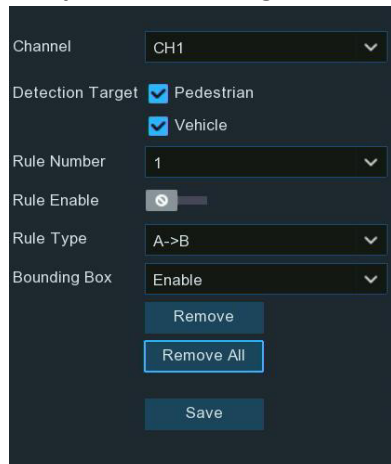 Channel CH1
Detection Target Pedestrian
Vehicle
Rule Number 1
Rule Enable
Rule Type A->B
Bounding Box Enable
Remove
Remove All
Save